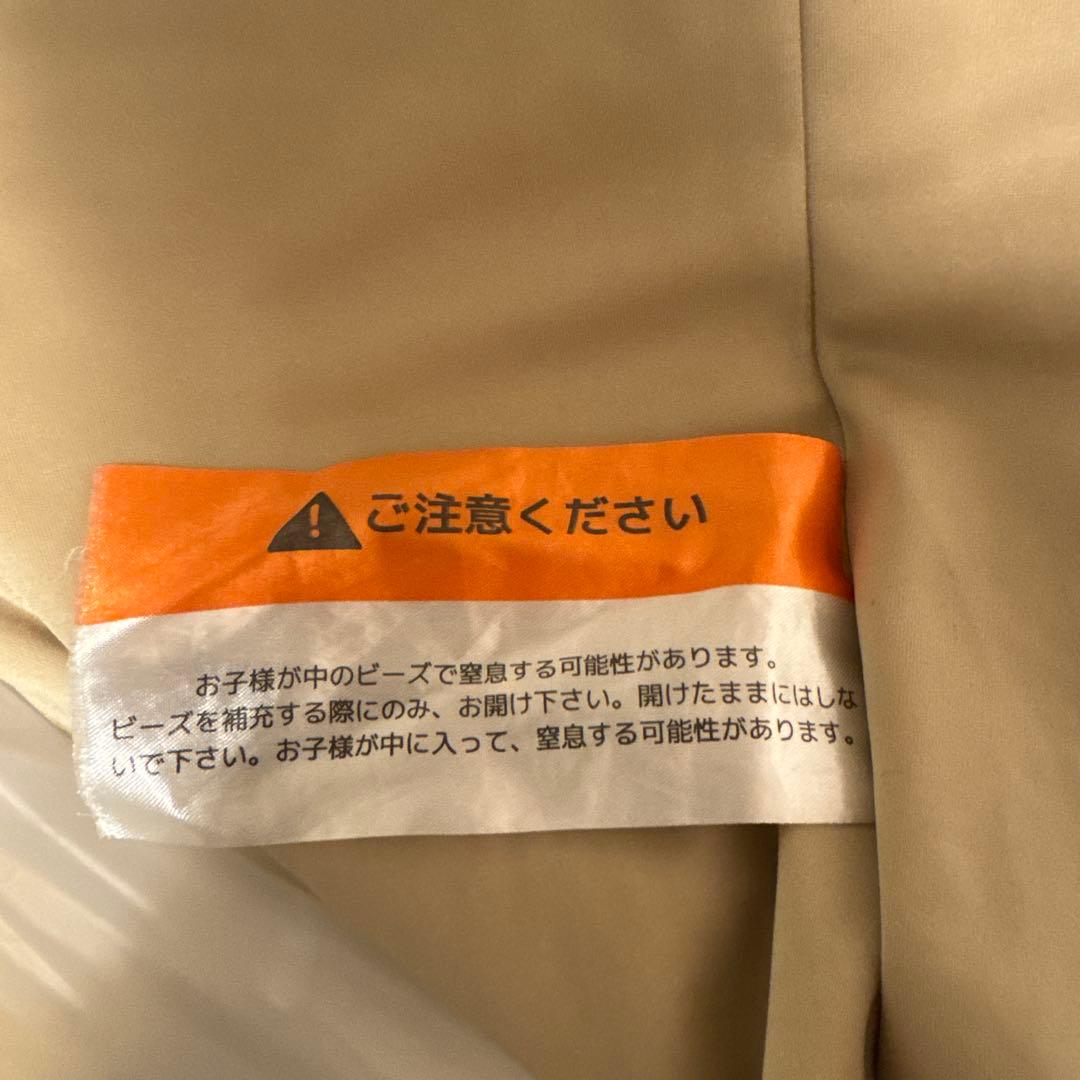 ご注意ください
お子様が中のビーズで窒息する可能性があります。
ビーズを補充する際にのみ、お開け下さい。開けたままにはしな
いで下さい。お子様が中に入って、窒息する可能性があります。